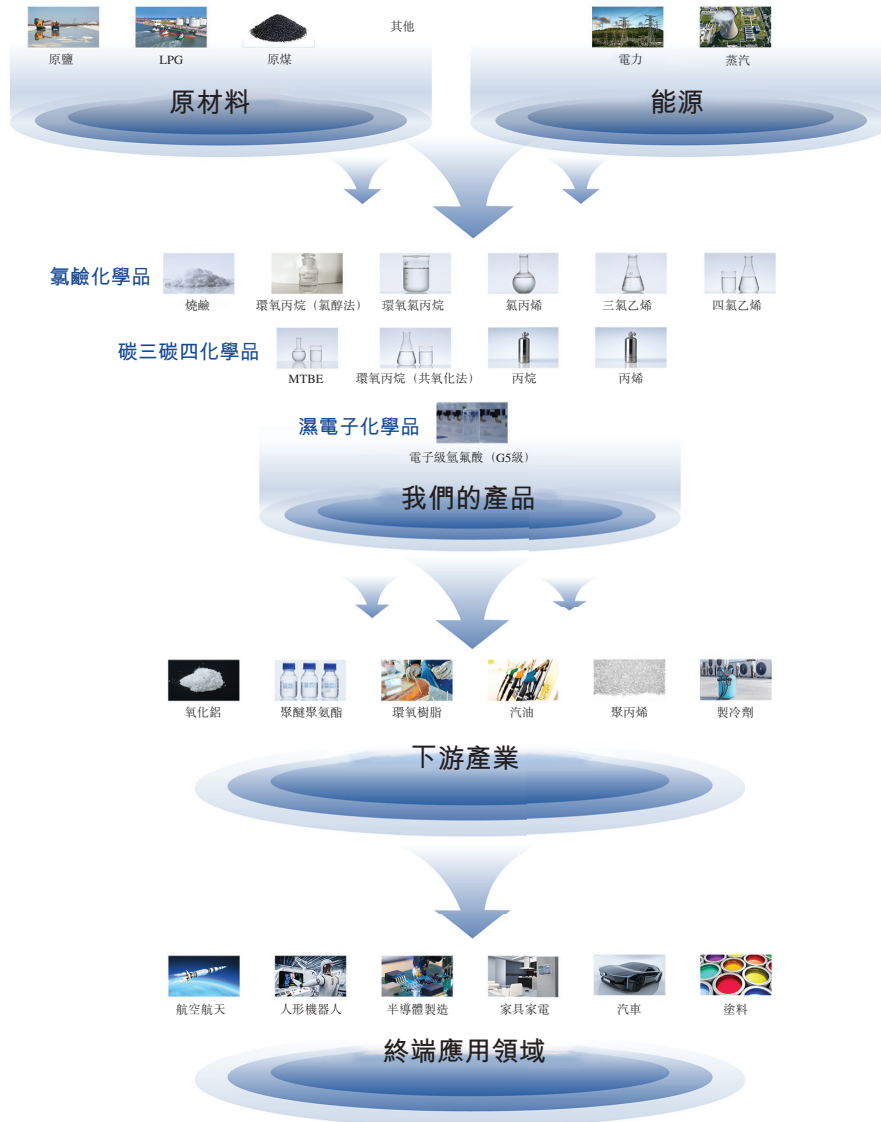 其他
原鹽 LPG 原煤 電力 蒸汽
原材料 能源
氯鹼化學品
燒鹼 環氧丙烷（氯醇法） 環氧氯丙烷 氯丙烯 三氯乙烯 四氯乙烯
碳三碳四化學品
MTBE 環氧丙烷（共氧化法） 丙烷 丙烯
濕電子化學品
電子級氫氟酸（G5級）
我們的產品
氧化鋁 聚醚聚氨酯 環氧樹脂 汽油 聚丙烯 製冷劑
下游產業
航空航天 人形機器人 半導體製造 家具家電 汽車 塗料
終端應用領域